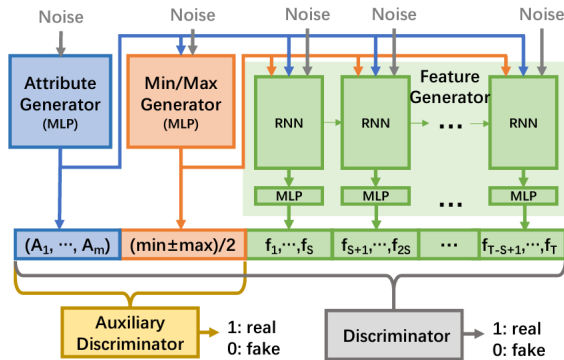 Noise Noise Noise Noise Noise
Attribute
Generator
(MLP)
Min/Max
Generator
(MLP)
Feature
Generator
RNN RNN ... RNN
MLP MLP ... MLP
(A1, ..., Am) (min±max)/2 f1,...,fS fS+1,...,f2S ... fT-S+1,...,fT
Auxiliary
Discriminator
1: real
0: fake
Discriminator
1: real
0: fake